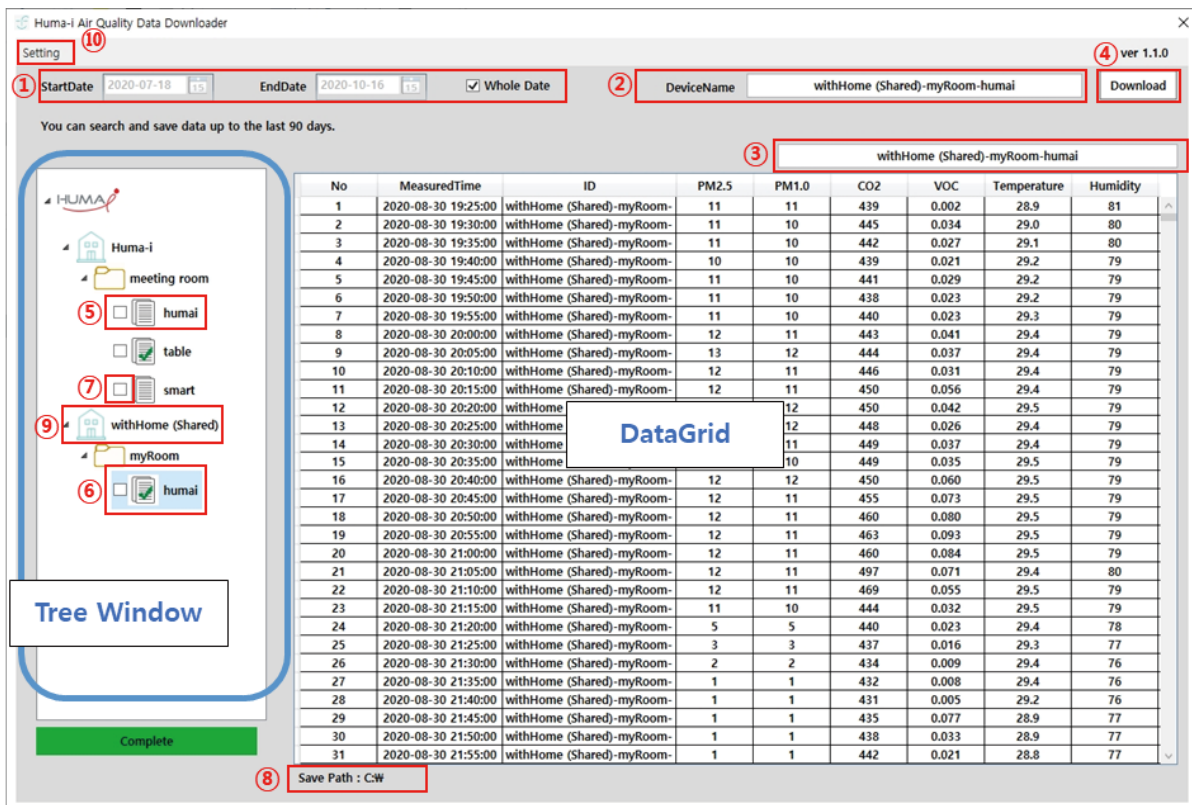 Huma-i Air Quality Data Downloader
Setting ⑩ ④ ver 1.1.0
① StartDate 2020-07-18 15 EndDate 2020-10-16 15 Whole Date ② DeviceName withHome (Shared)-myRoom-humai Download
You can search and save data up to the last 90 days.
③ withHome (Shared)-myRoom-humai
HUMAi
Huma-i
meeting room
⑤ humai
table
⑦ smart
⑨ withHome (Shared)
myRoom
⑥ humai
Tree Window
Complete
No MeasuredTime ID PM2.5 PM1.0 CO2 VOC Temperature Humidity
1 2020-08-30 19:25:00 withHome (Shared)-myRoom- 11 11 439 0.002 28.9 81
2 2020-08-30 19:30:00 withHome (Shared)-myRoom- 11 10 445 0.034 29.0 80
3 2020-08-30 19:35:00 withHome (Shared)-myRoom- 11 10 442 0.027 29.1 80
4 2020-08-30 19:40:00 withHome (Shared)-myRoom- 10 10 439 0.021 29.2 79
5 2020-08-30 19:45:00 withHome (Shared)-myRoom- 11 10 441 0.029 29.2 79
6 2020-08-30 19:50:00 withHome (Shared)-myRoom- 11 10 438 0.023 29.2 79
7 2020-08-30 19:55:00 withHome (Shared)-myRoom- 11 10 440 0.023 29.3 79
8 2020-08-30 20:00:00 withHome (Shared)-myRoom- 12 11 443 0.041 29.4 79
9 2020-08-30 20:05:00 withHome (Shared)-myRoom- 13 12 444 0.037 29.4 79
10 2020-08-30 20:10:00 withHome (Shared)-myRoom- 12 11 446 0.031 29.4 79
11 2020-08-30 20:15:00 withHome (Shared)-myRoom- 12 11 450 0.056 29.4 79
12 2020-08-30 20:20:00 withHome 12 450 0.042 29.5 79
13 2020-08-30 20:25:00 withHome 12 448 0.026 29.4 79
DataGrid
14 2020-08-30 20:30:00 withHome 11 449 0.037 29.4 79
15 2020-08-30 20:35:00 withHome 10 449 0.035 29.5 79
16 2020-08-30 20:40:00 withHome (Shared)-myRoom- 12 12 450 0.060 29.5 79
17 2020-08-30 20:45:00 withHome (Shared)-myRoom- 12 11 455 0.073 29.5 79
18 2020-08-30 20:50:00 withHome (Shared)-myRoom- 12 11 460 0.080 29.5 79
19 2020-08-30 20:55:00 withHome (Shared)-myRoom- 12 11 463 0.093 29.5 79
20 2020-08-30 21:00:00 withHome (Shared)-myRoom- 12 11 460 0.084 29.5 79
21 2020-08-30 21:05:00 withHome (Shared)-myRoom- 12 11 497 0.071 29.4 80
22 2020-08-30 21:10:00 withHome (Shared)-myRoom- 12 11 469 0.055 29.5 79
23 2020-08-30 21:15:00 withHome (Shared)-myRoom- 11 10 444 0.032 29.5 79
24 2020-08-30 21:20:00 withHome (Shared)-myRoom- 5 5 440 0.023 29.4 78
25 2020-08-30 21:25:00 withHome (Shared)-myRoom- 3 3 437 0.016 29.3 77
26 2020-08-30 21:30:00 withHome (Shared)-myRoom- 2 2 434 0.009 29.4 76
27 2020-08-30 21:35:00 withHome (Shared)-myRoom- 1 1 432 0.008 29.4 76
28 2020-08-30 21:40:00 withHome (Shared)-myRoom- 1 1 431 0.005 29.2 76
29 2020-08-30 21:45:00 withHome (Shared)-myRoom- 1 1 435 0.077 28.9 77
30 2020-08-30 21:50:00 withHome (Shared)-myRoom- 1 1 438 0.033 28.9 77
31 2020-08-30 21:55:00 withHome (Shared)-myRoom- 1 1 442 0.021 28.8 77
⑧ Save Path : C:₩